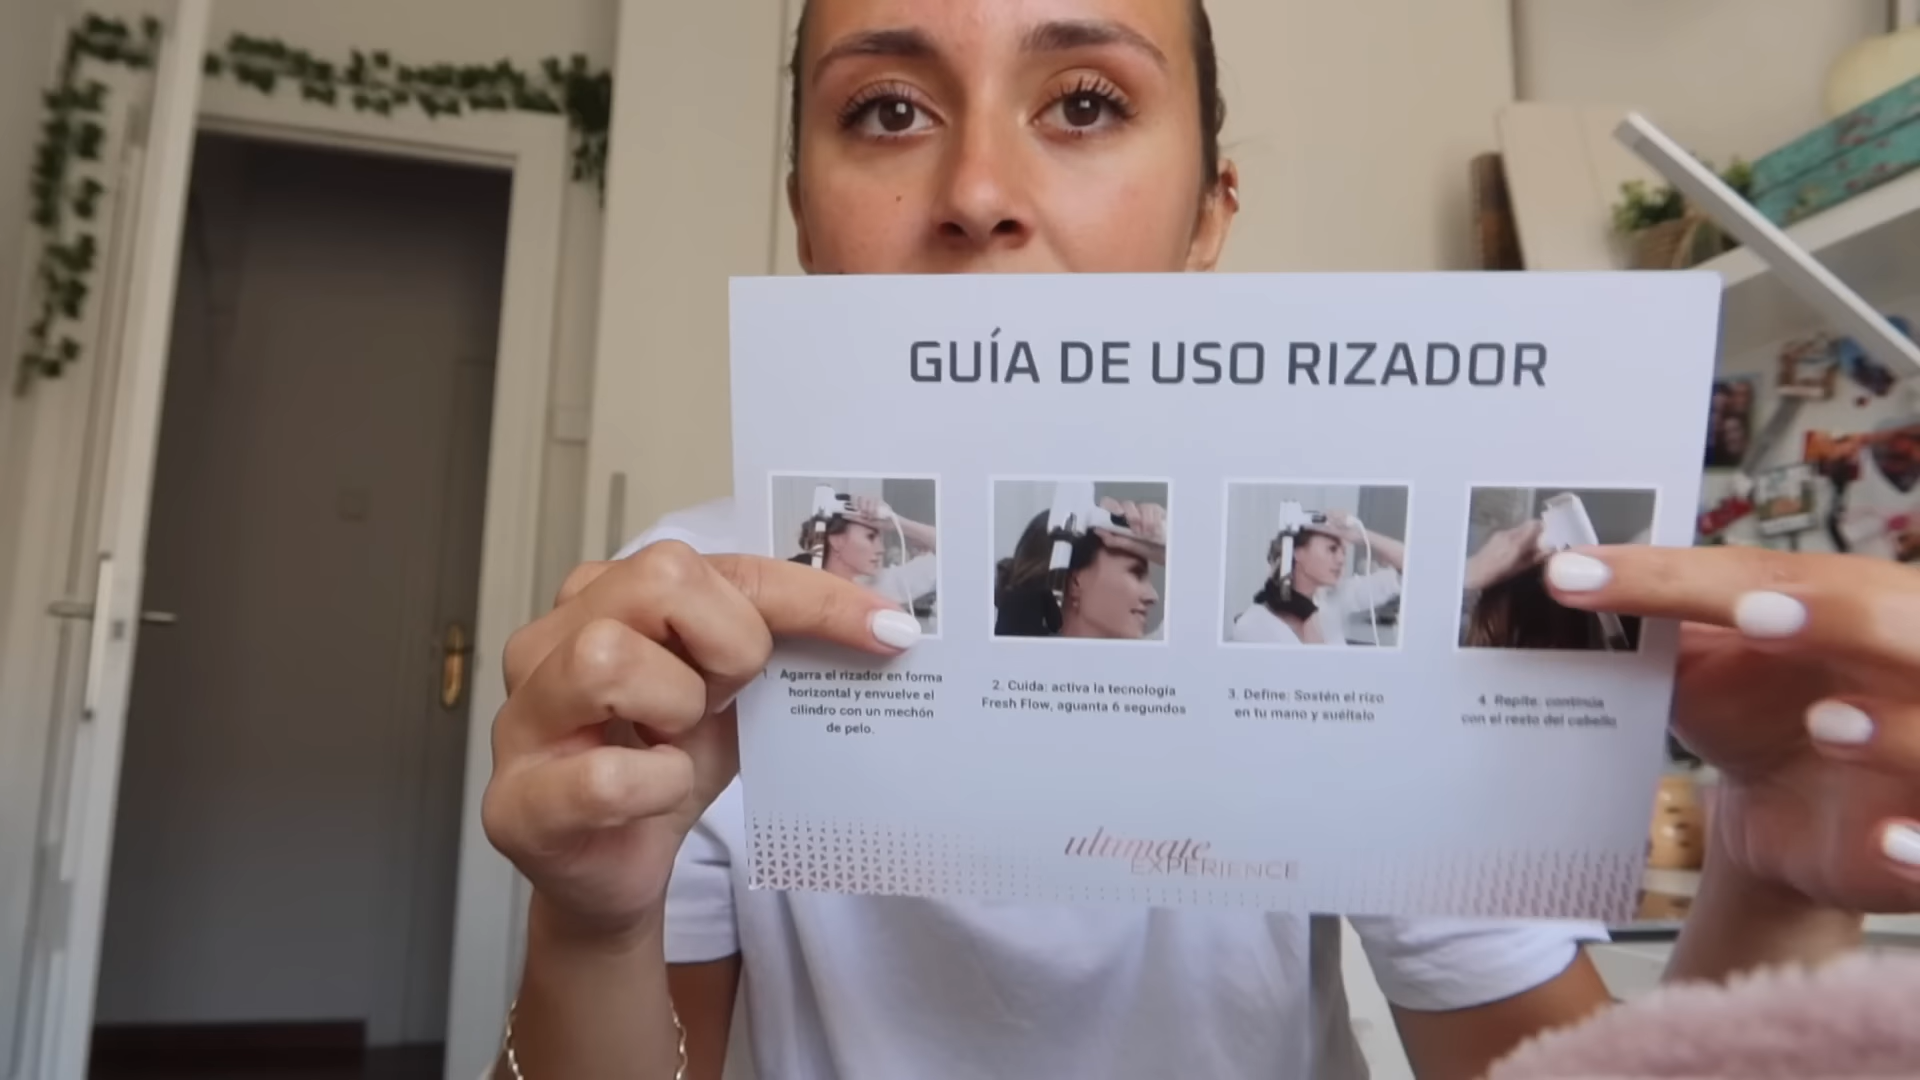 GUÍA DE USO RIZADOR
1. Agarra el rizador en forma
horizontal y envuelve el
cilindro con un mechón
de pelo.
2. Cuida: activa la tecnología
Fresh Flow, aguanta 6 segundos
3. Define: Sostén el rizo
en tu mano y suéltalo
4. Repite: continúa
con el resto del cabello
ultimate
EXPERIENCE